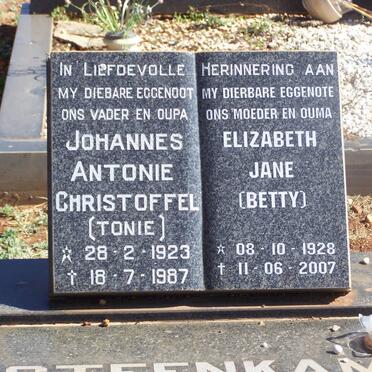 In Liefdevolle
my diebare eggenoot
ons vader en oupa
Johannes
Antonie
Christoffel
(Tonie)
☆ 28-2-1923
✝ 18-7-1987
Herinnering aan
my dierbare eggenote
ons moeder en ouma
Elizabeth
Jane
(Betty)
☆ 08-10-1928
✝ 11-06-2007